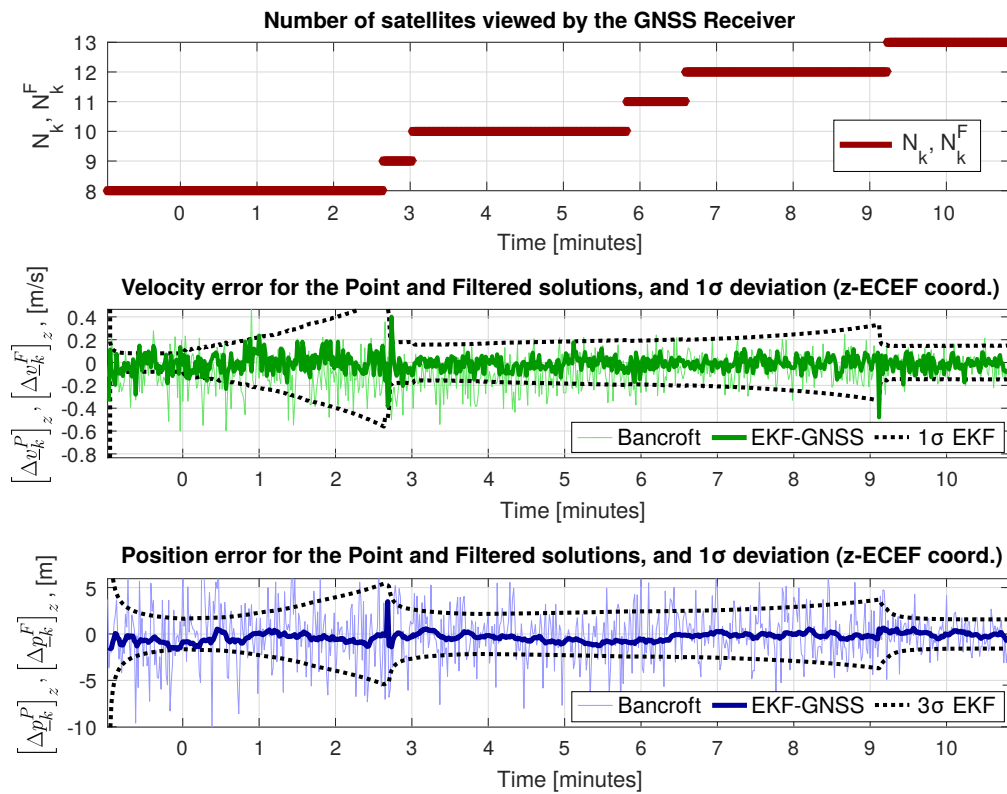 Number of satellites viewed by the GNSS Receiver
N_k, N_k^F
13
12
11
10
9
8
N_k, N_k^F
0 1 2 3 4 5 6 7 8 9 10
Time [minutes]
Velocity error for the Point and Filtered solutions, and 1σ deviation (z-ECEF coord.)
[Δv_k^P]_z, [Δv_k^F]_z, [m/s]
0.4
0.2
0
-0.2
-0.4
-0.6
-0.8
Bancroft EKF-GNSS 1σ EKF
0 1 2 3 4 5 6 7 8 9 10
Time [minutes]
Position error for the Point and Filtered solutions, and 1σ deviation (z-ECEF coord.)
[Δp_k^P]_z, [Δp_k^F]_z, [m]
5
0
-5
-10
Bancroft EKF-GNSS 3σ EKF
0 1 2 3 4 5 6 7 8 9 10
Time [minutes]